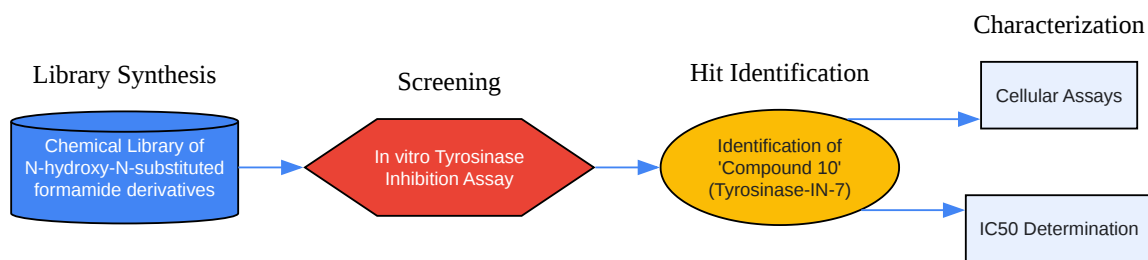 Library Synthesis
Chemical Library of
N-hydroxy-N-substituted
formamide derivatives
Screening
In vitro Tyrosinase
Inhibition Assay
Hit Identification
Identification of
'Compound 10'
(Tyrosinase-IN-7)
Characterization
Cellular Assays
IC50 Determination